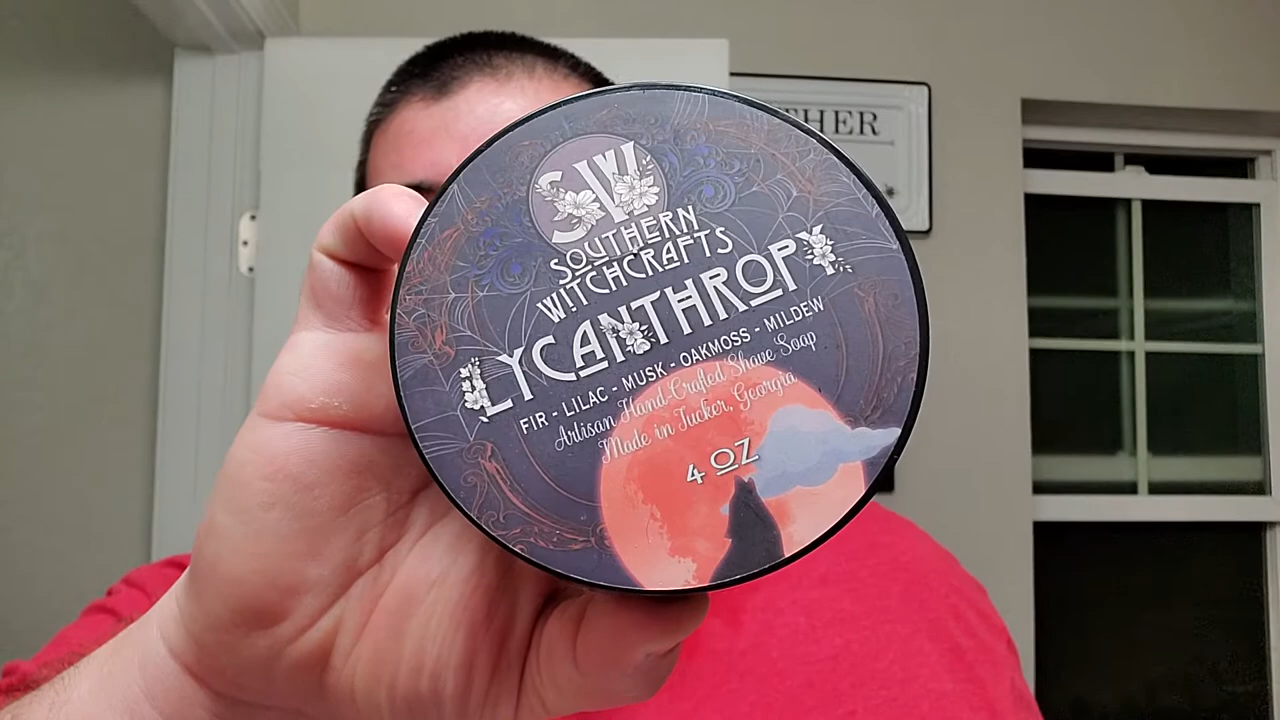 SW
SOUTHERN
WITCHCRAFTS
LYCANTHROPY
FIR - LILAC - MUSK - OAKMOSS - MILDEW
Artisan Hand-Crafted Shave Soap
Made in Tucker, Georgia
4 OZ
THER